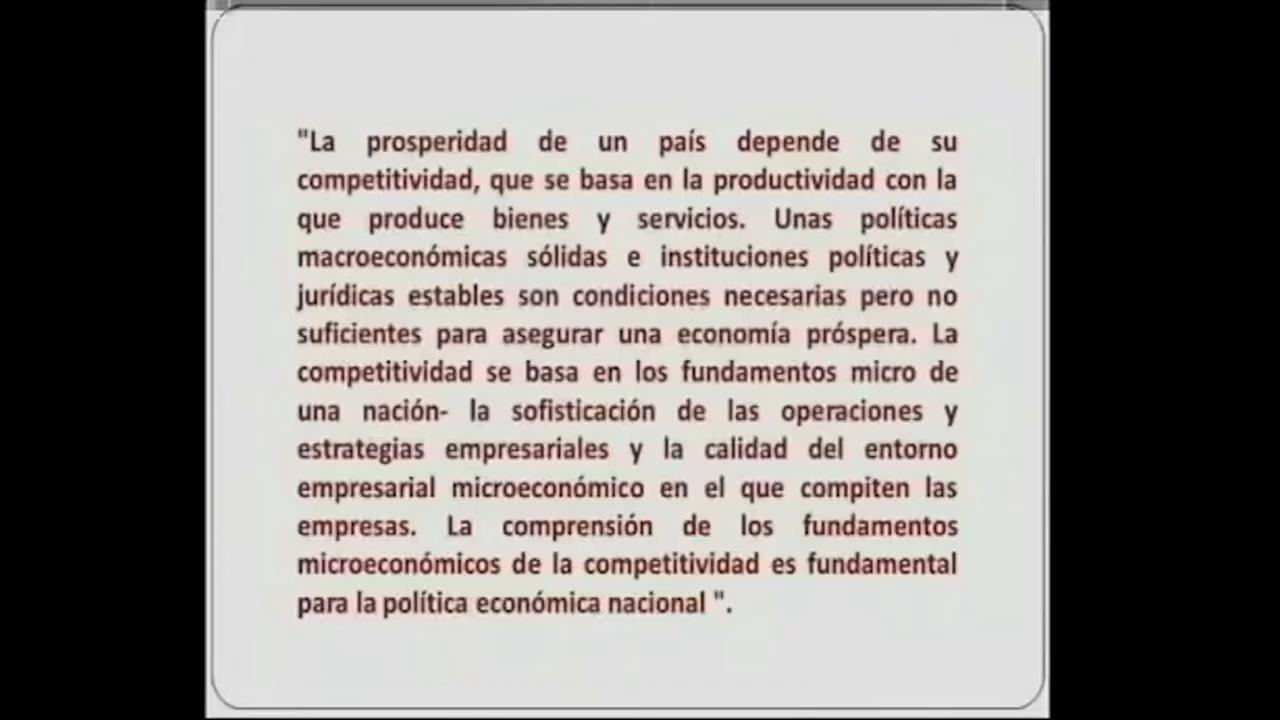 "La prosperidad de un país depende de su
competitividad, que se basa en la productividad con la
que produce bienes y servicios. Unas políticas
macroeconómicas sólidas e instituciones políticas y
jurídicas estables son condiciones necesarias pero no
suficientes para asegurar una economía próspera. La
competitividad se basa en los fundamentos micro de
una nación- la sofisticación de las operaciones y
estrategias empresariales y la calidad del entorno
empresarial microeconómico en el que compiten las
empresas. La comprensión de los fundamentos
microeconómicos de la competitividad es fundamental
para la política económica nacional ".